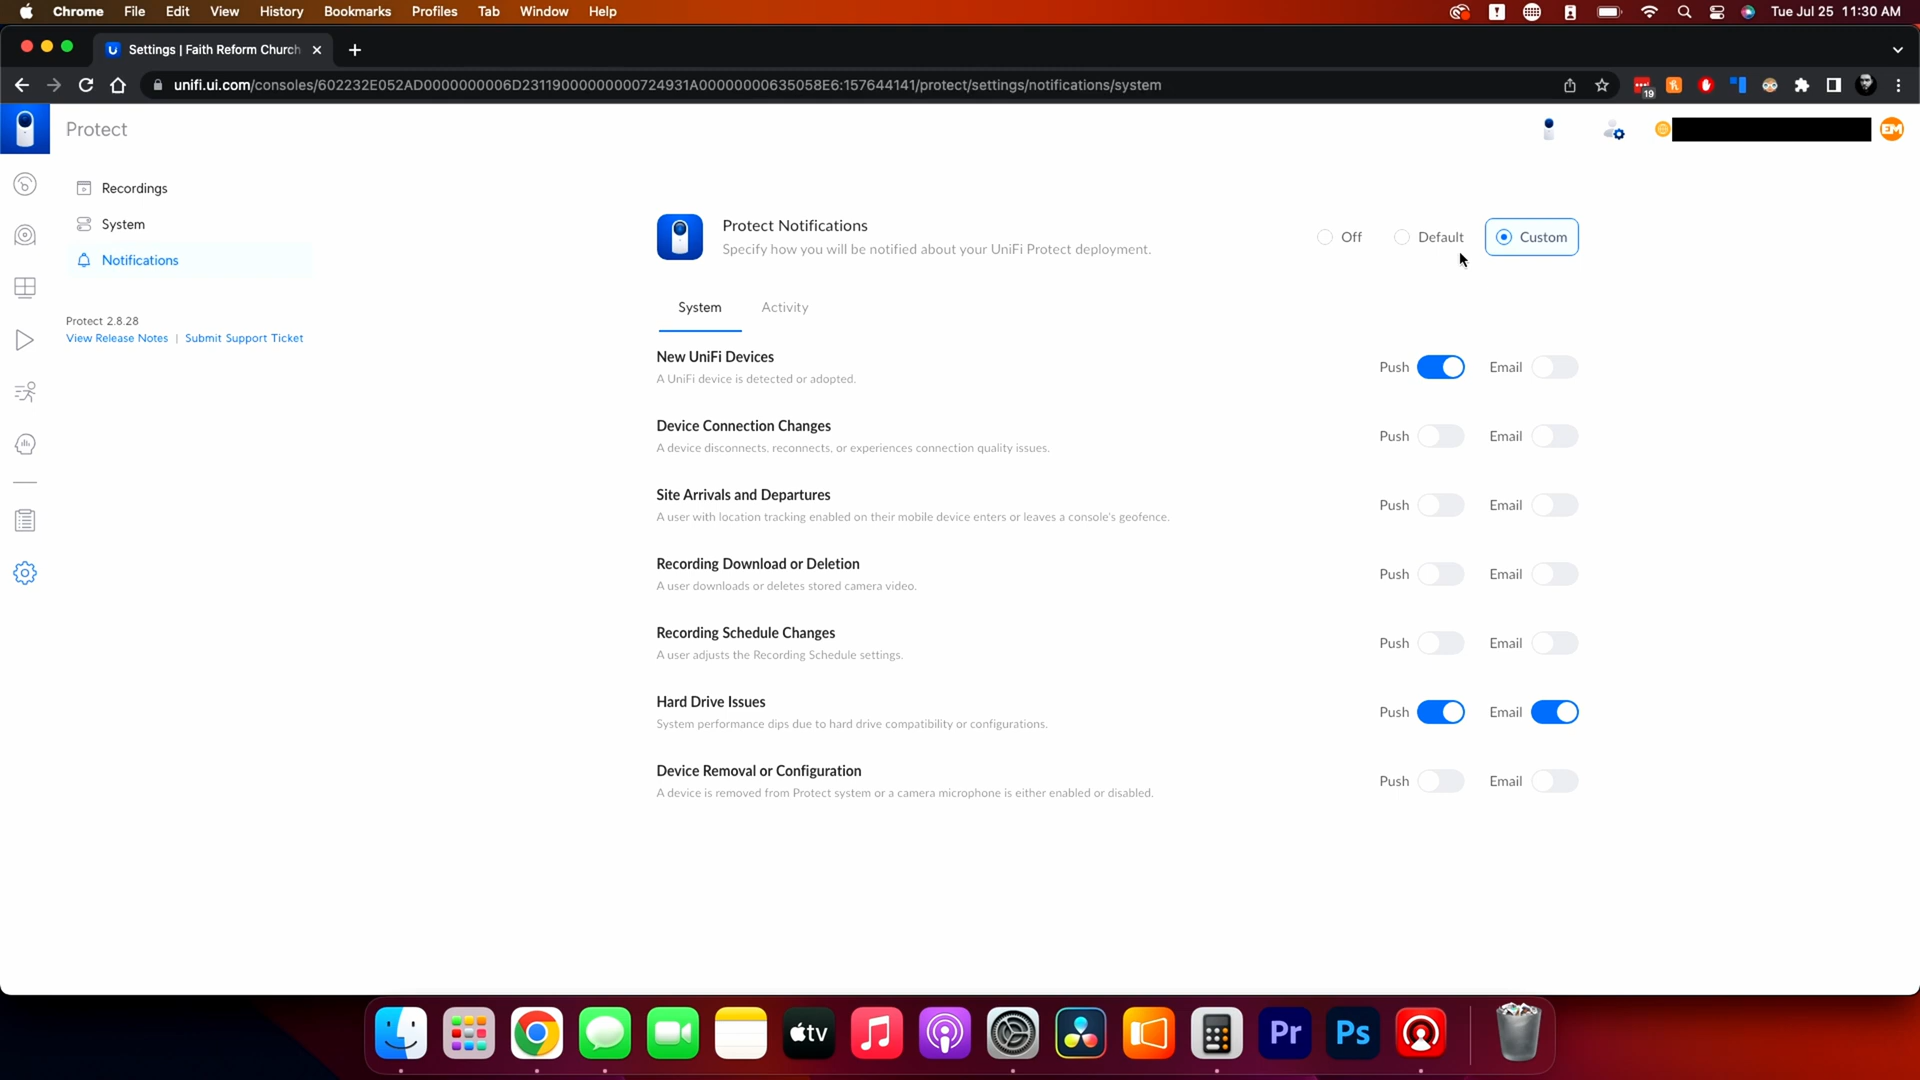 Chrome File Edit View History Bookmarks Profiles Tab Window Help
Tue Jul 25 11:30 AM
Settings | Faith Reform Church
unifi.ui.com/consoles/602232E052AD0000000006D23119000000000724931A00000000635058E6:157644141/protect/settings/notifications/system
19
Protect
EM
Recordings
System
Notifications
Protect 2.8.28
View Release Notes | Submit Support Ticket
Protect Notifications
Specify how you will be notified about your UniFi Protect deployment.
Off Default Custom
System Activity
New UniFi Devices
A UniFi device is detected or adopted.
Push Email
Device Connection Changes
A device disconnects, reconnects, or experiences connection quality issues.
Push Email
Site Arrivals and Departures
A user with location tracking enabled on their mobile device enters or leaves a console's geofence.
Push Email
Recording Download or Deletion
A user downloads or deletes stored camera video.
Push Email
Recording Schedule Changes
A user adjusts the Recording Schedule settings.
Push Email
Hard Drive Issues
System performance dips due to hard drive compatibility or configurations.
Push Email
Device Removal or Configuration
A device is removed from Protect system or a camera microphone is either enabled or disabled.
Push Email
tv
Pr
Ps